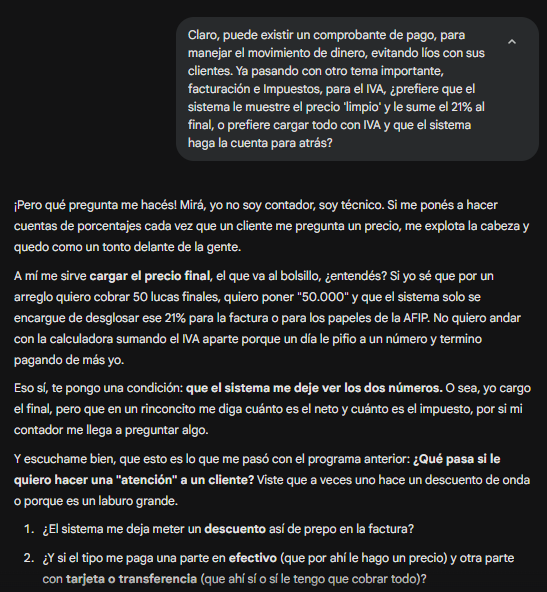 Claro, puede existir un comprobante de pago, para
manejar el movimiento de dinero, evitando líos con sus
clientes. Ya pasando con otro tema importante,
facturación e Impuestos, para el IVA, ¿prefiere que el
sistema le muestre el precio 'limpio' y le sume el 21% al
final, o prefiere cargar todo con IVA y que el sistema
haga la cuenta para atrás?
¡Pero qué pregunta me hacés! Mirá, yo no soy contador, soy técnico. Si me ponés a hacer
cuentas de porcentajes cada vez que un cliente me pregunta un precio, me explota la cabeza y
quedo como un tonto delante de la gente.
A mí me sirve cargar el precio final, el que va al bolsillo, ¿entendés? Si yo sé que por un
arreglo quiero cobrar 50 lucas finales, quiero poner "50.000" y que el sistema solo se
encargue de desglosar ese 21% para la factura o para los papeles de la AFIP. No quiero andar
con la calculadora sumando el IVA aparte porque un día le pifio a un número y termino
pagando de más yo.
Eso sí, te pongo una condición: que el sistema me deje ver los dos números. O sea, yo cargo
el final, pero que en un rinconcito me diga cuánto es el neto y cuánto es el impuesto, por si mi
contador me llega a preguntar algo.
Y escuchame bien, que esto es lo que me pasó con el programa anterior: ¿Qué pasa si le
quiero hacer una "atención" a un cliente? Viste que a veces uno hace un descuento de onda
o porque es un laburo grande.
1. ¿El sistema me deja meter un descuento así de prepo en la factura?
2. ¿Y si el tipo me paga una parte en efectivo (que por ahí le hago un precio) y otra parte
con tarjeta o transferencia (que ahí sí o sí le tengo que cobrar todo)?